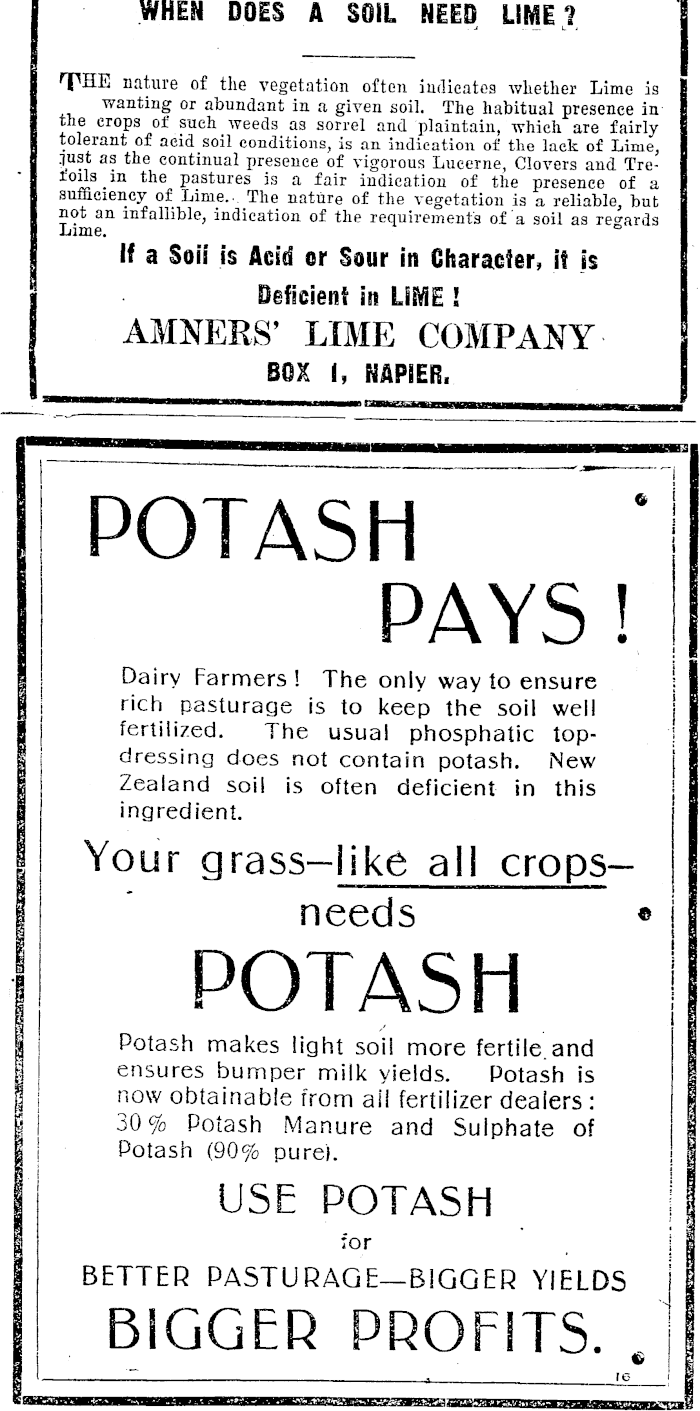 WHEN DOES A SOIL NEED LIME?
THE nature of the vegetation often indicates whether Lime is
wanting or abundant in a given soil. The habitual presence in
the crops of such weeds as sorrel and plaintain, which are fairly
tolerant of acid soil conditions, is an indication of the lack of Lime,
just as the continual presence of vigorous Lucerne, Clovers and Tre-
foils in the pastures is a fair indication of the presence of a
sufficiency of Lime. The nature of the vegetation is a reliable, but
not an infallible, indication of the requirements of a soil as regards
Lime.
If a Soil is Acid or Sour in Character, it is
Deficient in LIME!
AMNERS' LIME COMPANY
BOX 1, NAPIER.
POTASH
PAYS!
Dairy Farmers! The only way to ensure
rich pasturage is to keep the soil well
fertilized. The usual phosphatic top-
dressing does not contain potash. New
Zealand soil is often deficient in this
ingredient.
Your grass—like all crops—
needs
POTASH
Potash makes light soil more fertile and
ensures bumper milk yields. Potash is
now obtainable from all fertilizer dealers:
30% Potash Manure and Sulphate of
Potash (90% pure).
USE POTASH
for
BETTER PASTURAGE—BIGGER YIELDS
BIGGER PROFITS.
16